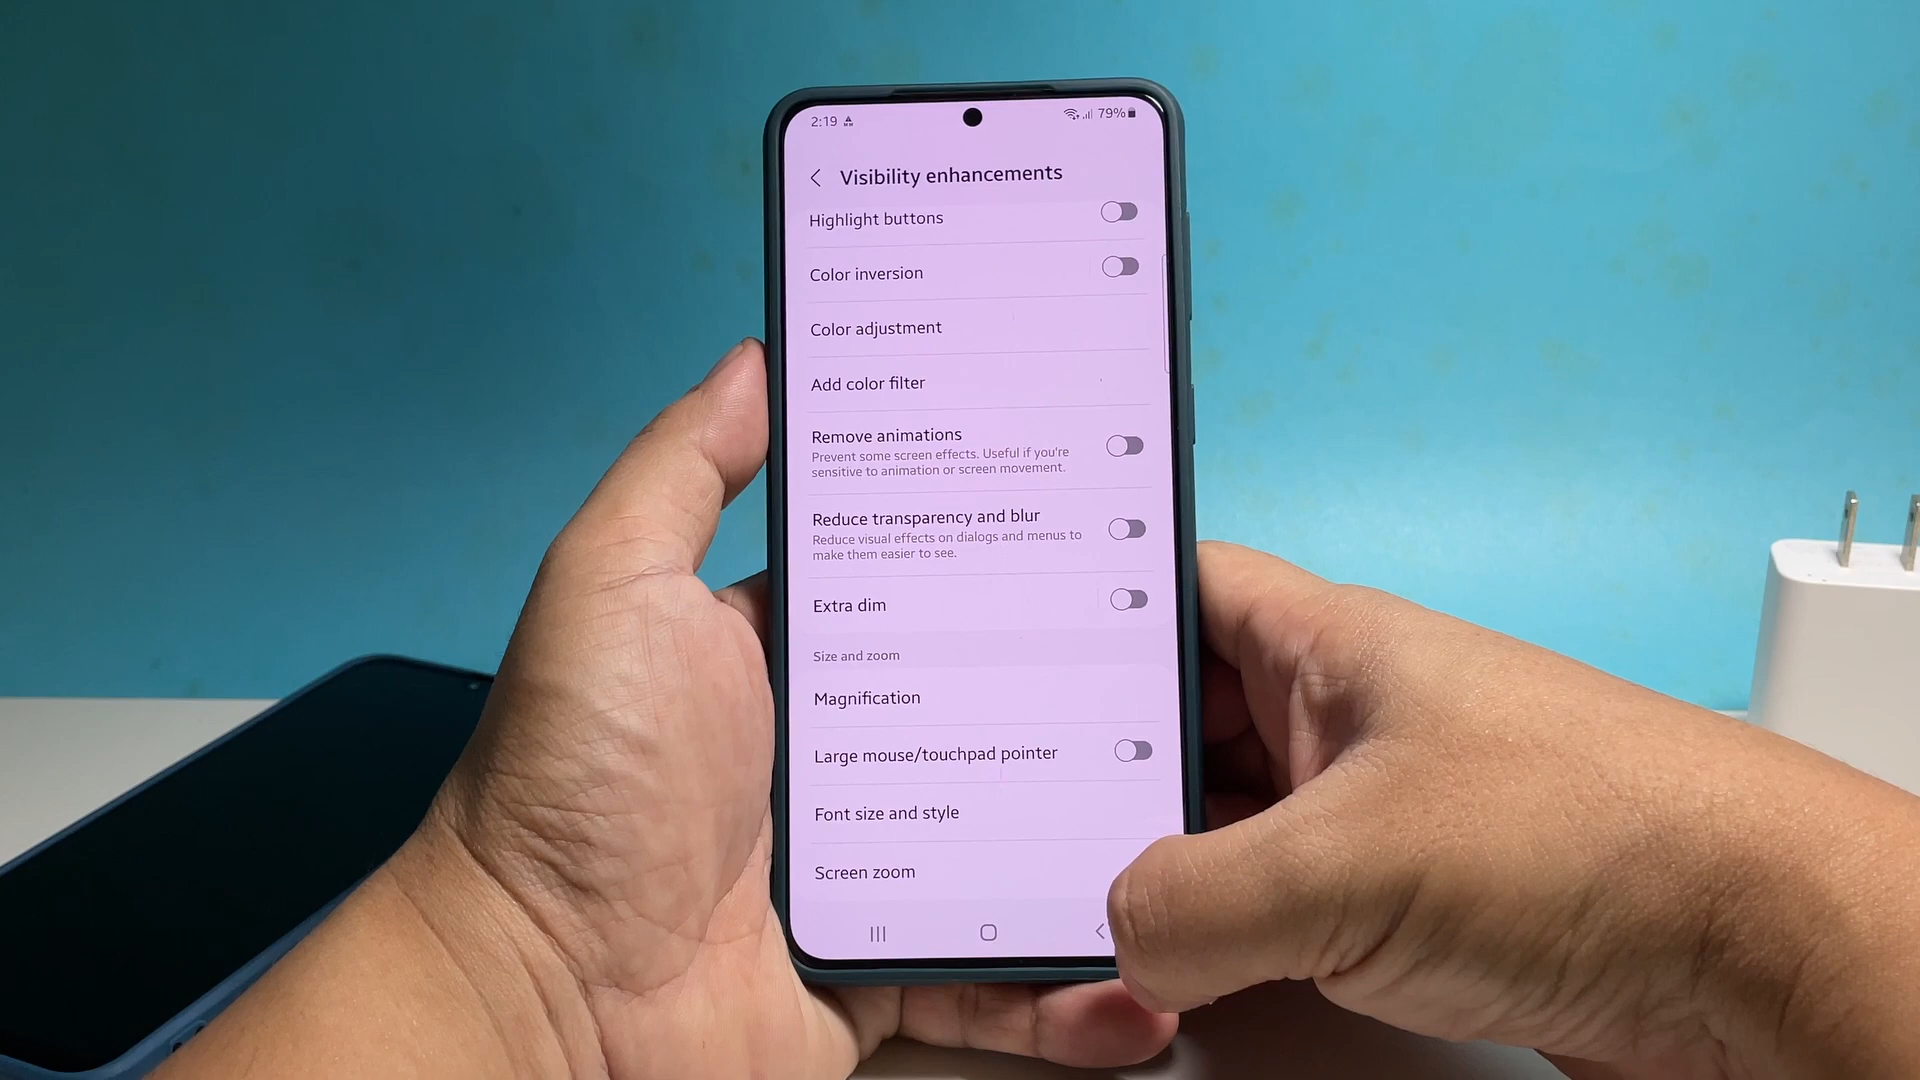 2:19 79%
Visibility enhancements
Highlight buttons
Color inversion
Color adjustment
Add color filter
Remove animations
Prevent some screen effects. Useful if you're
sensitive to animation or screen movement.
Reduce transparency and blur
Reduce visual effects on dialogs and menus to
make them easier to see.
Extra dim
Size and zoom
Magnification
Large mouse/touchpad pointer
Font size and style
Screen zoom